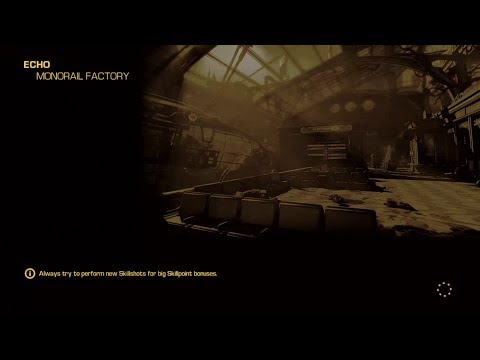 ECHO
MONORAIL FACTORY
Always try to perform new Skillshots for big Skillpoint bonuses.